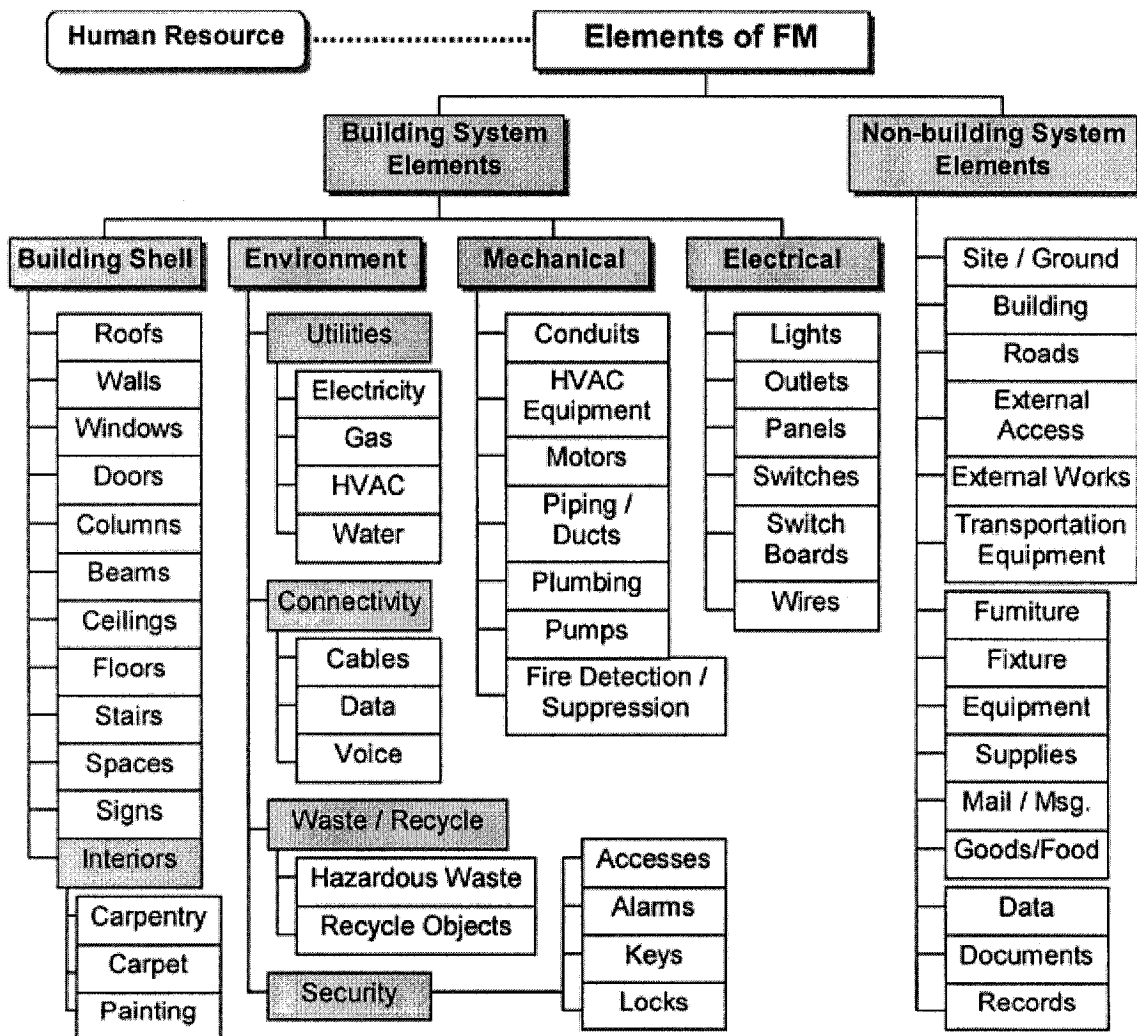 Human Resource
Elements of FM
Building System
Elements
Non-building System
Elements
Building Shell
Roofs
Walls
Windows
Doors
Columns
Beams
Ceilings
Floors
Stairs
Spaces
Signs
Interiors
Carpentry
Carpet
Painting
Environment
Utilities
Electricity
Gas
HVAC
Water
Connectivity
Cables
Data
Voice
Waste / Recycle
Hazardous Waste
Recycle Objects
Security
Accesses
Alarms
Keys
Locks
Mechanical
Conduits
HVAC
Equipment
Motors
Piping /
Ducts
Plumbing
Pumps
Fire Detection /
Suppression
Electrical
Lights
Outlets
Panels
Switches
Switch
Boards
Wires
Site / Ground
Building
Roads
External
Access
External Works
Transportation
Equipment
Furniture
Fixture
Equipment
Supplies
Mail / Msg.
Goods/Food
Data
Documents
Records